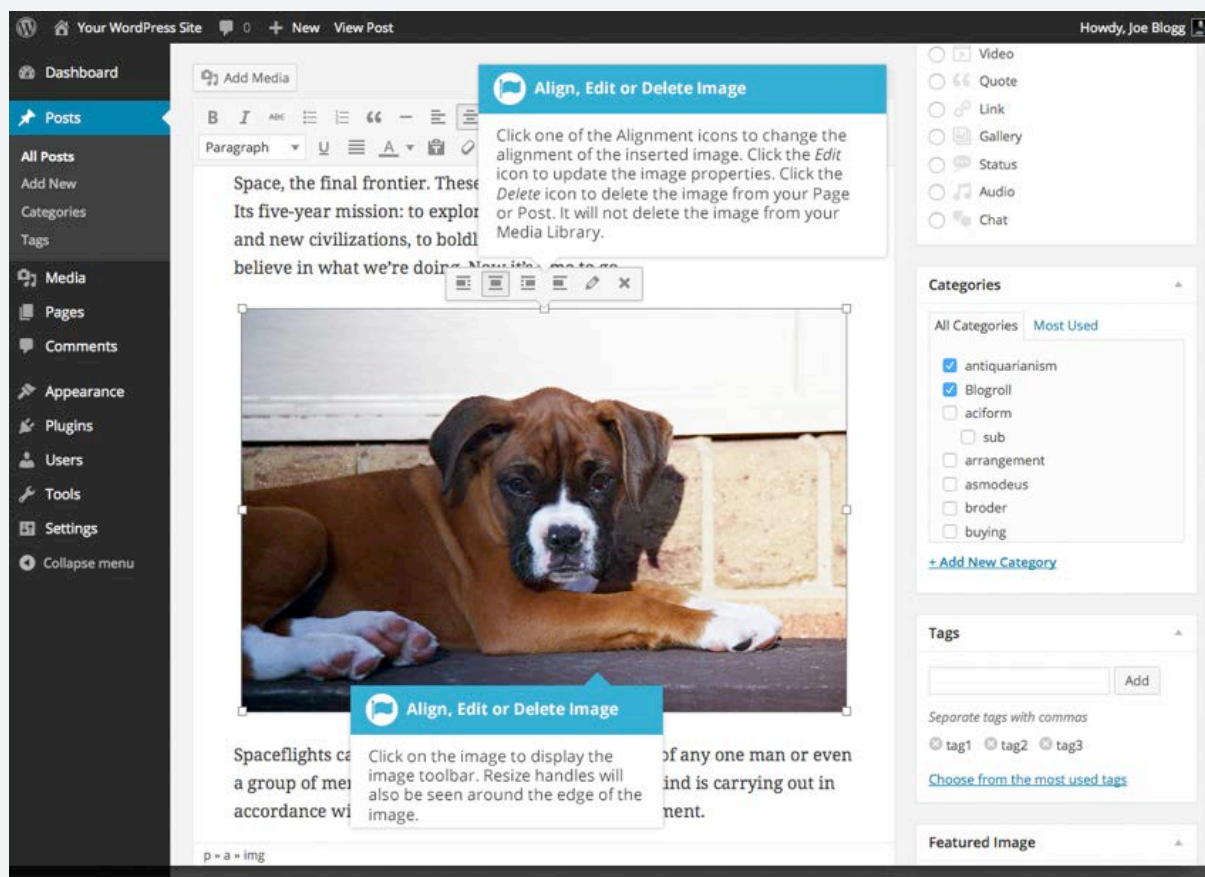 Your WordPress Site 0 + New View Post
Howdy, Joe Blogg
Dashboard
Posts
All Posts
Add New
Categories
Tags
Media
Pages
Comments
Appearance
Plugins
Users
Tools
Settings
Collapse menu
Add Media
B I ABC
Paragraph U A
Space, the final frontier. These
Its five-year mission: to explor
and new civilizations, to boldl
believe in what we're doing. Now it's time to go.
Align, Edit or Delete Image
Click one of the Alignment icons to change the
alignment of the inserted image. Click the Edit
icon to update the image properties. Click the
Delete icon to delete the image from your Page
or Post. It will not delete the image from your
Media Library.
Align, Edit or Delete Image
Click on the image to display the
image toolbar. Resize handles will
also be seen around the edge of the
image.
Spaceflights ca of any one man or even
a group of me ind is carrying out in
accordance wi ment.
p » a » img
Video
Quote
Link
Gallery
Status
Audio
Chat
Categories
All Categories Most Used
antiquarianism
Blogroll
aciform
sub
arrangement
asmodeus
broder
buying
+ Add New Category
Tags
Add
Separate tags with commas
tag1 tag2 tag3
Choose from the most used tags
Featured Image